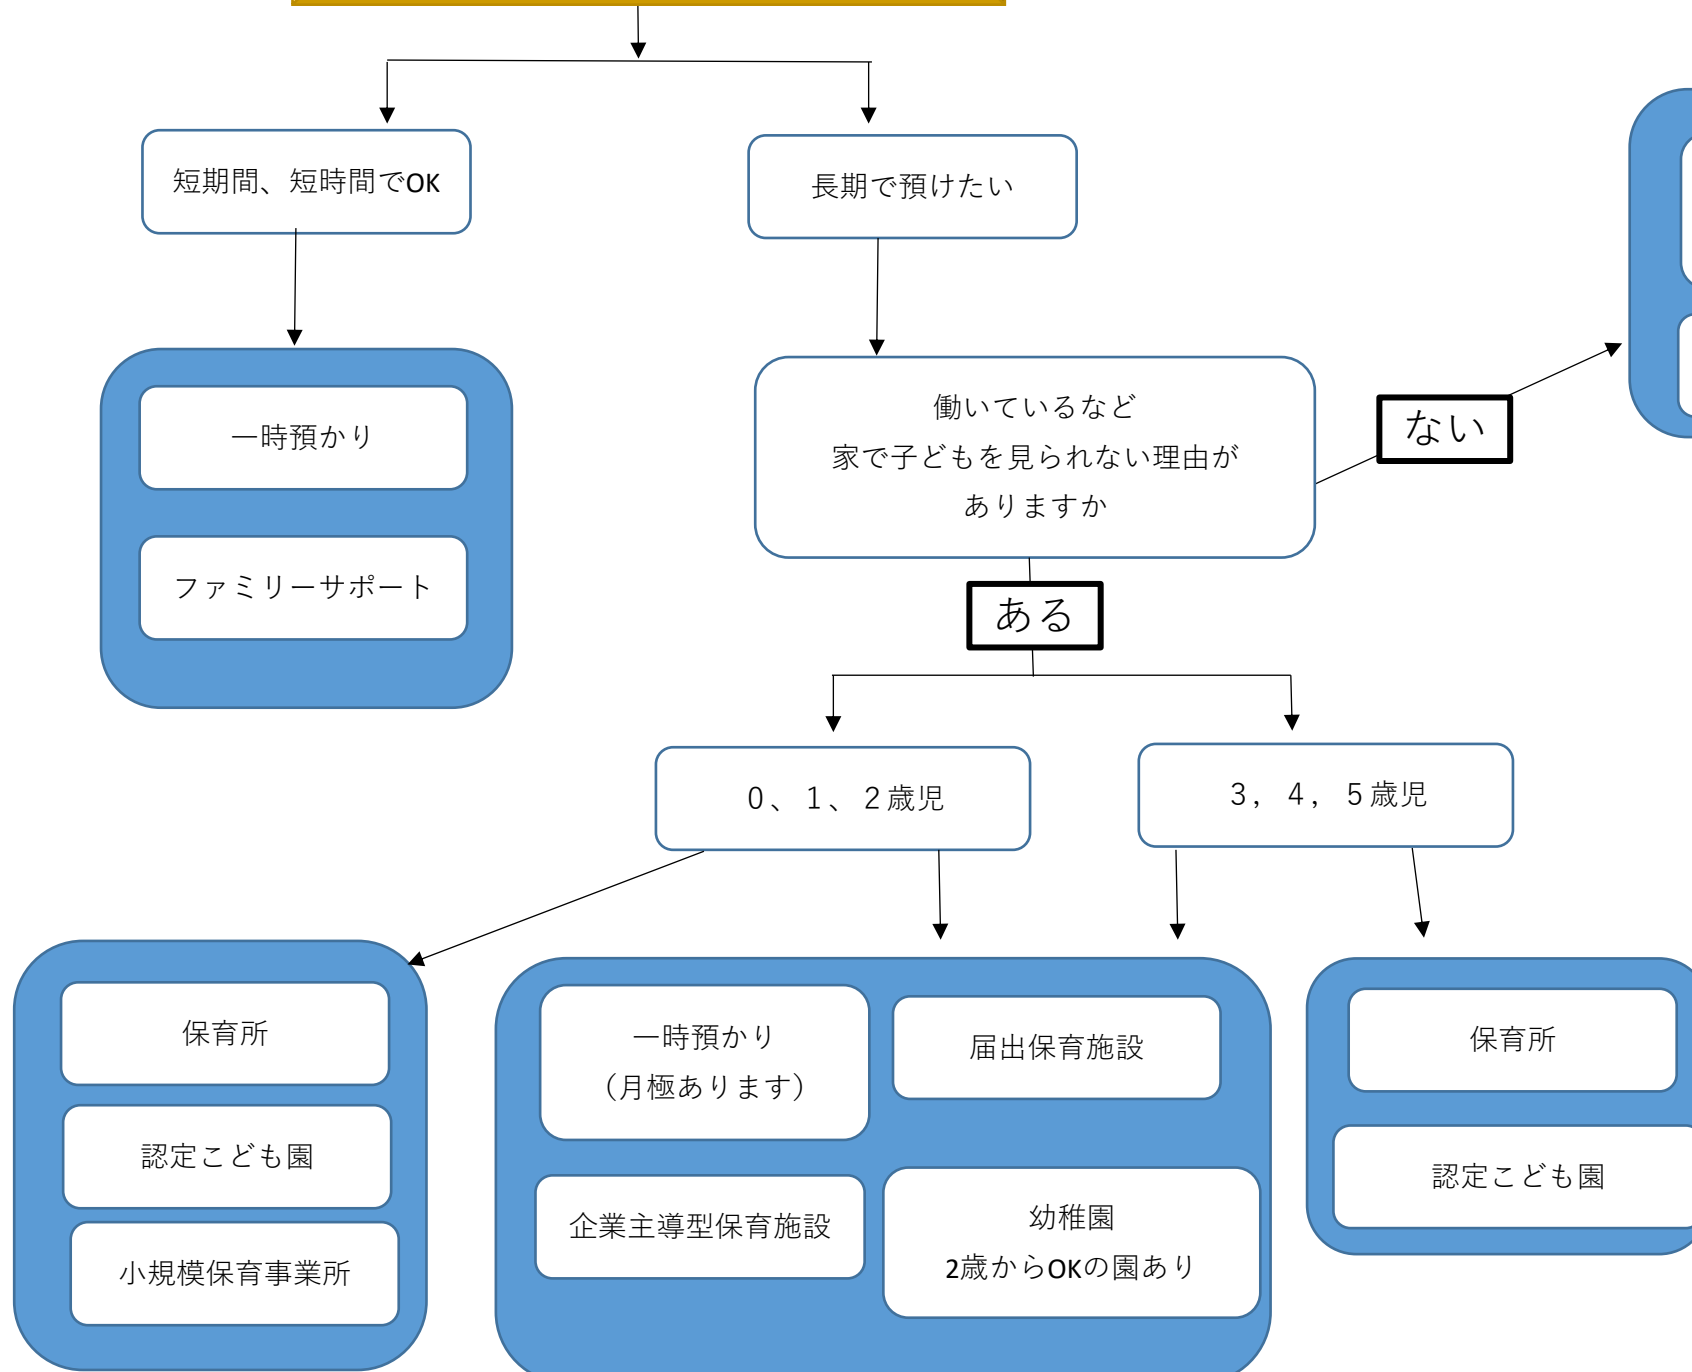 短期間、短時間でOK
長期で預けたい
一時預かり
ファミリーサポート
働いているなど
家で子どもを見られない理由が
ありますか
ない
ある
０、１、２歳児
３，４，５歳児
保育所
認定こども園
小規模保育事業所
一時預かり
（月極あります）
届出保育施設
企業主導型保育施設
幼稚園
2歳からOKの園あり
保育所
認定こども園